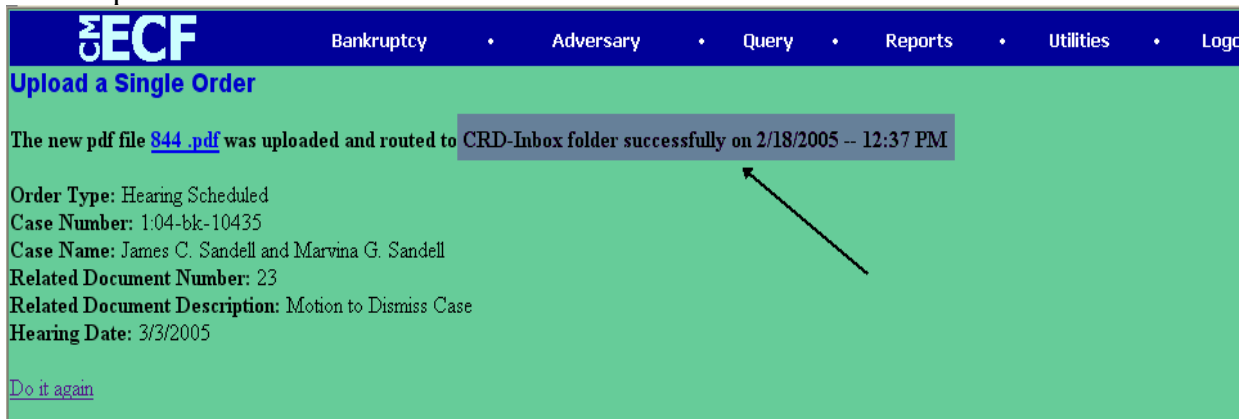 CM ECF Bankruptcy • Adversary • Query • Reports • Utilities • Logo
Upload a Single Order
The new pdf file 844 .pdf was uploaded and routed to CRD-Inbox folder successfully on 2/18/2005 -- 12:37 PM
Order Type: Hearing Scheduled
Case Number: 1:04-bk-10435
Case Name: James C. Sandell and Marvina G. Sandell
Related Document Number: 23
Related Document Description: Motion to Dismiss Case
Hearing Date: 3/3/2005
Do it again